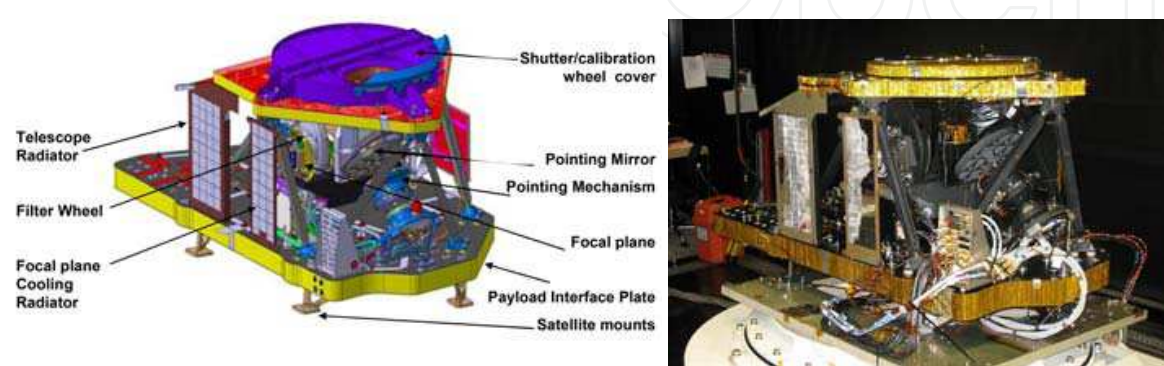 Shutter/calibration
wheel cover
Telescope
Radiator
Pointing Mirror
Pointing Mechanism
Filter Wheel
Focal plane
Focal plane
Cooling
Radiator
Payload Interface Plate
Satellite mounts